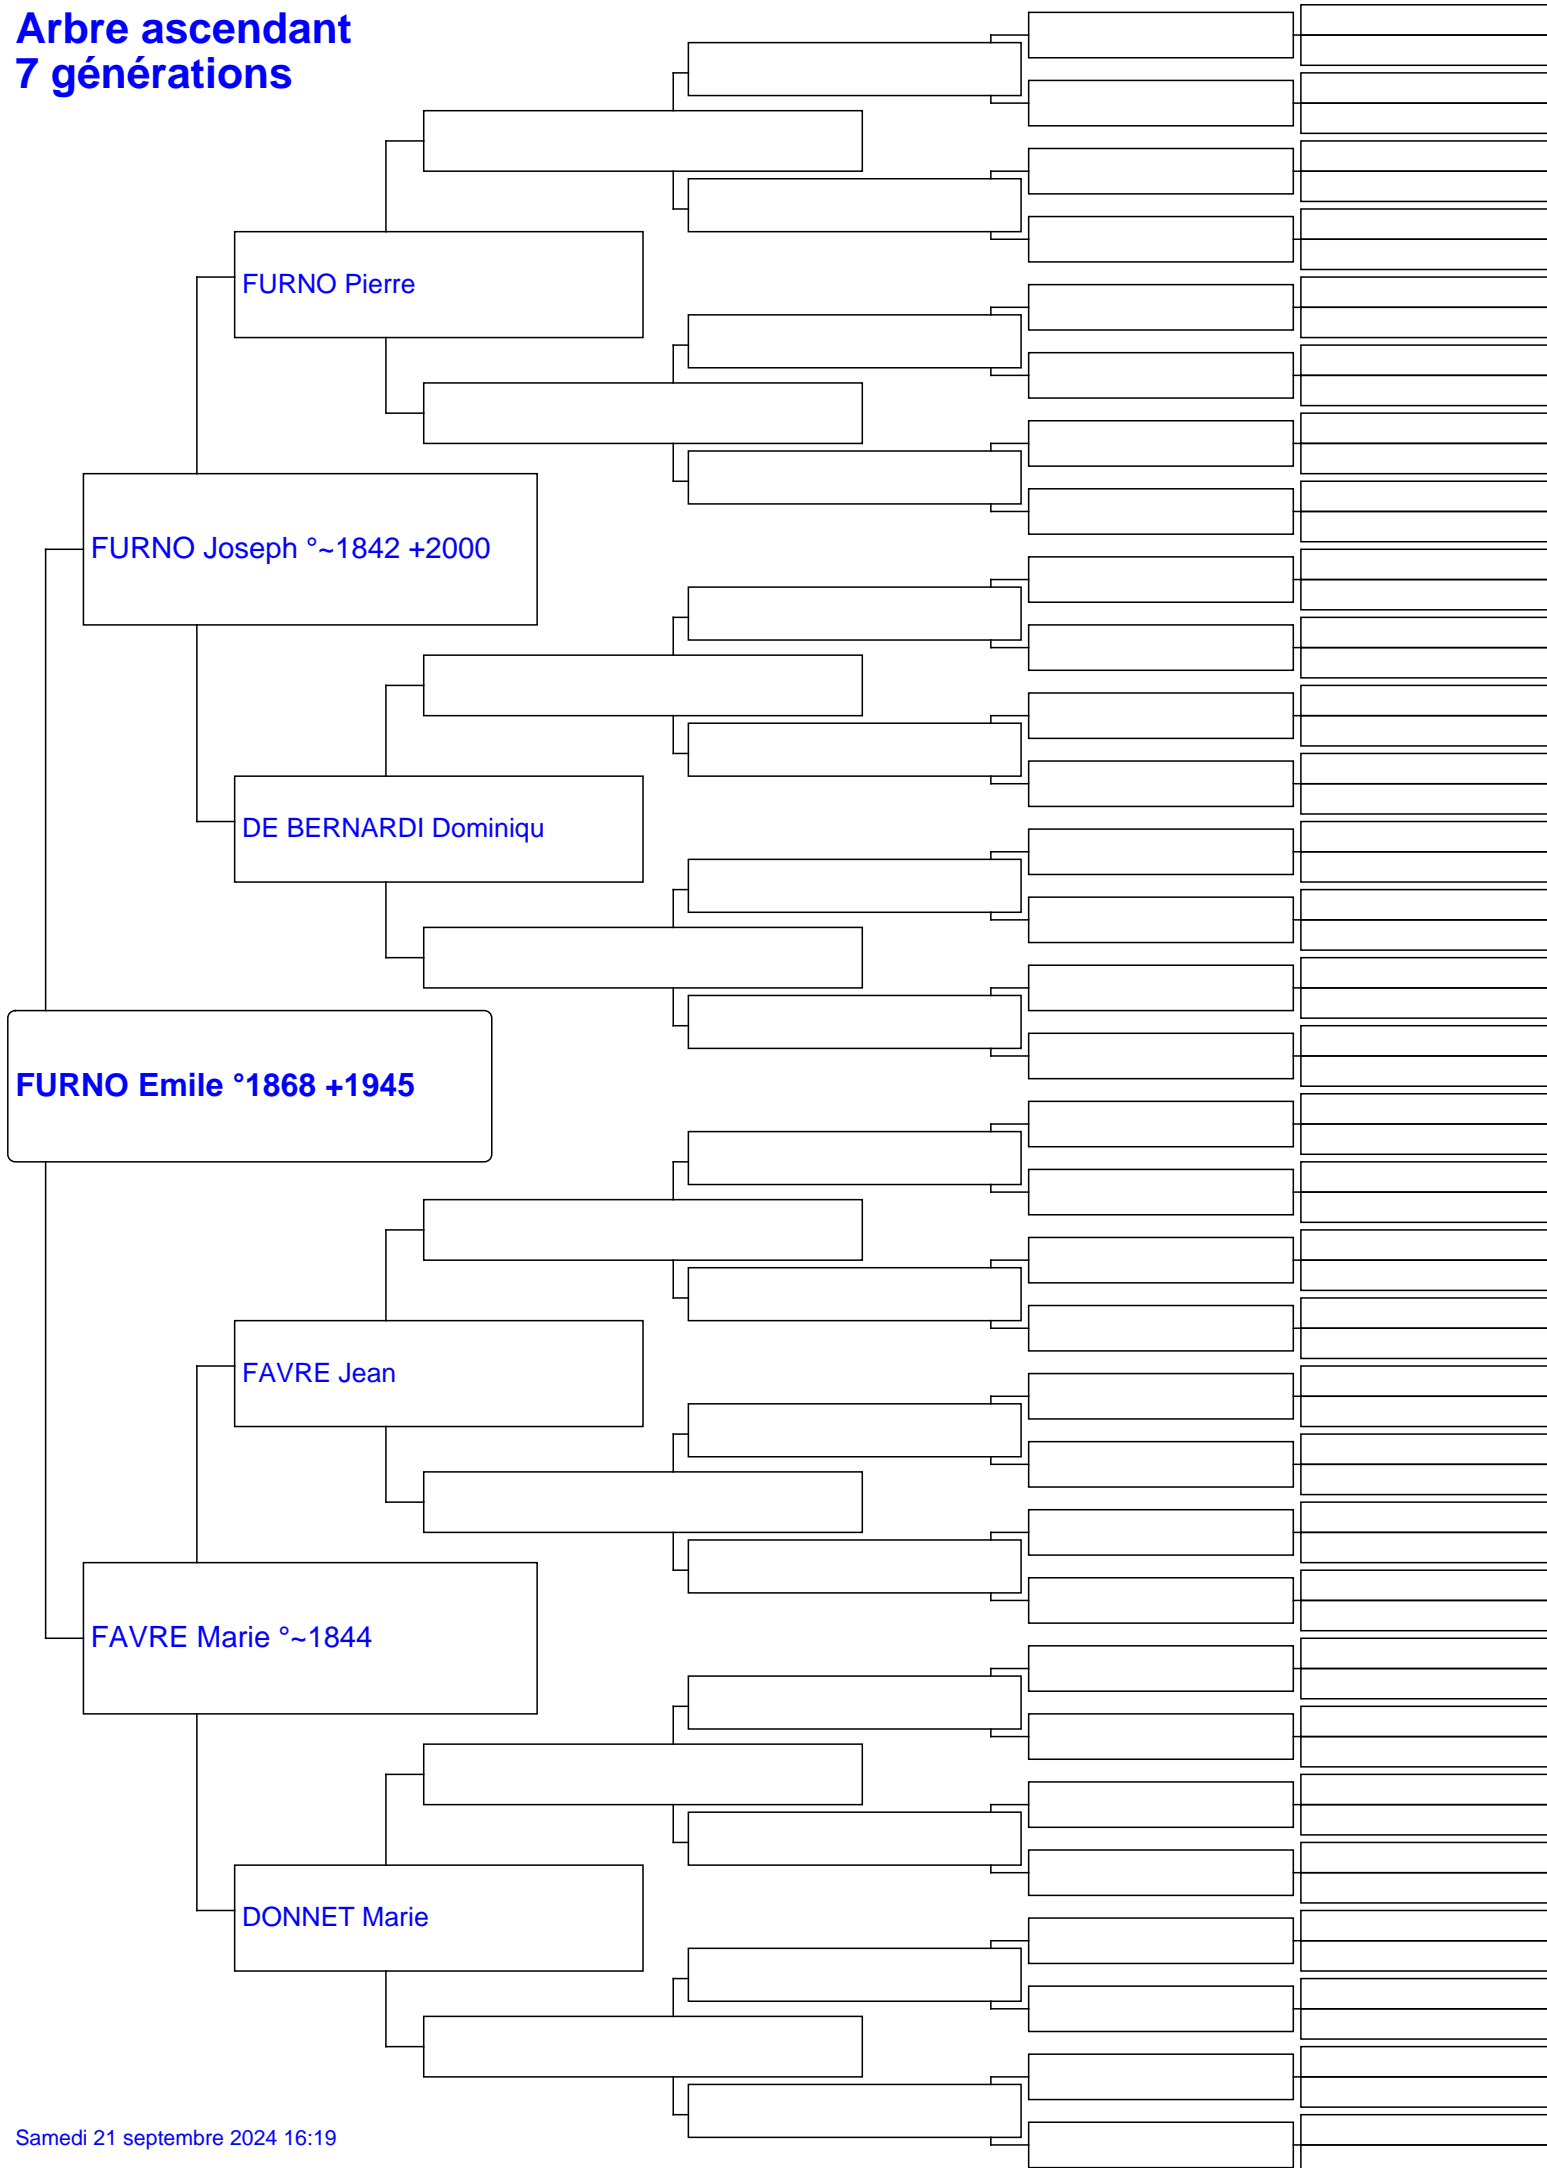 Arbre ascendant
7 générations
FURNO Pierre
FURNO Joseph °~1842 +2000
DE BERNARDI Dominiqu
FURNO Emile °1868 +1945
FAVRE Jean
FAVRE Marie °~1844
DONNET Marie
Samedi 21 septembre 2024 16:19